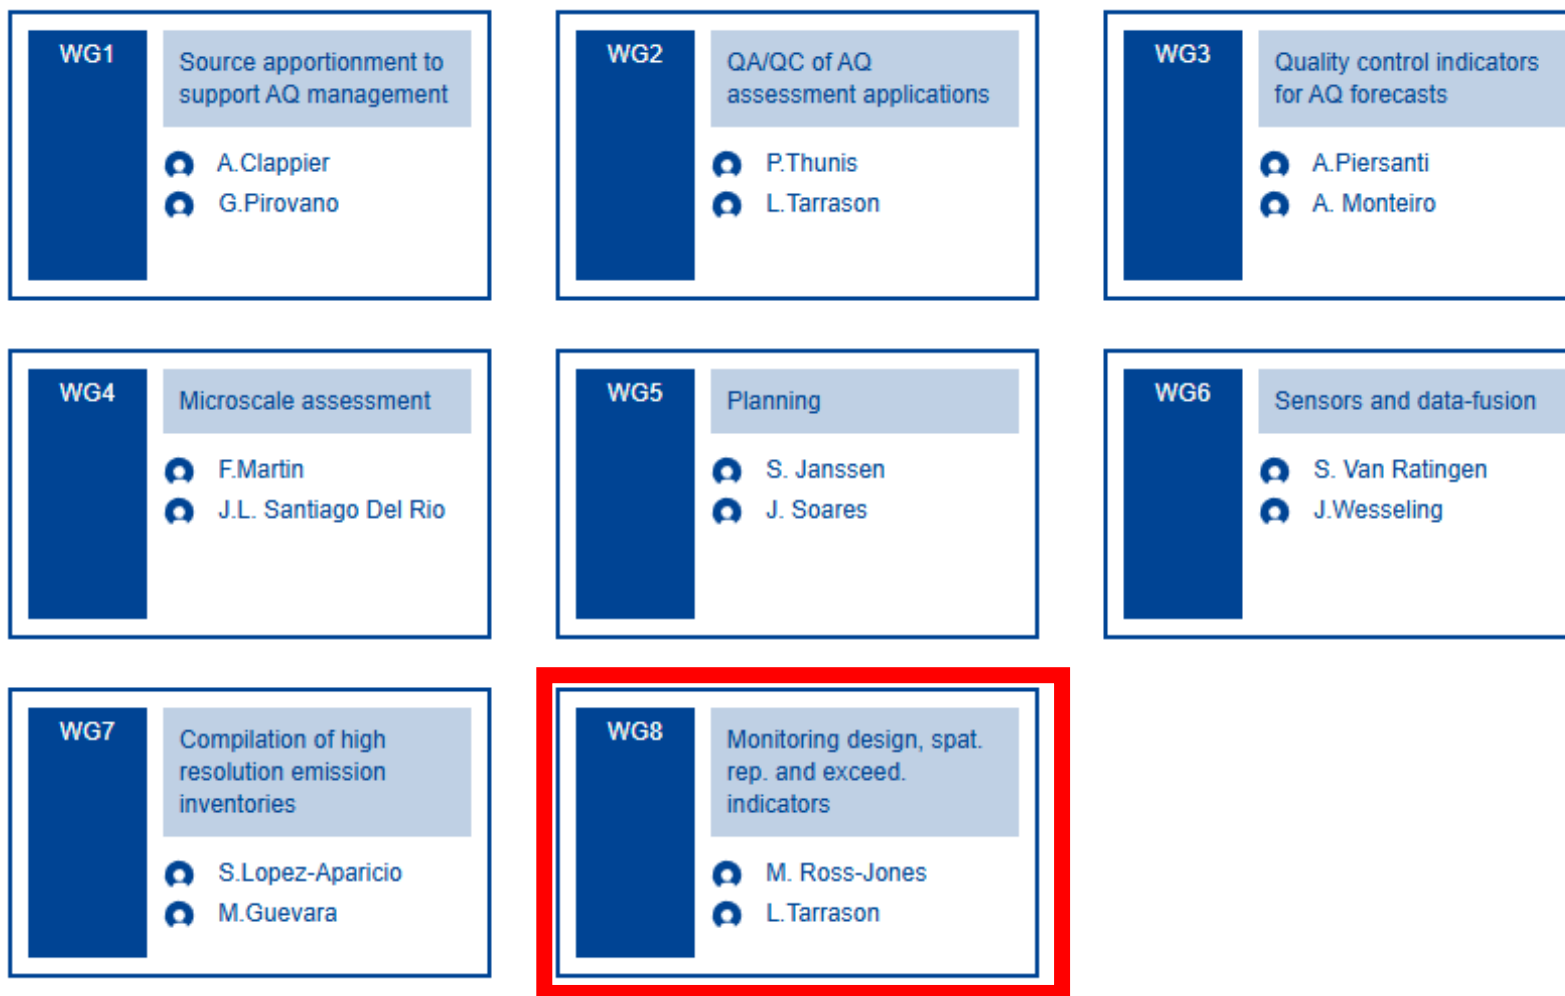 WG1
Source apportionment to
support AQ management
A.Clappier
G.Pirovano
WG2
QA/QC of AQ
assessment applications
P.Thunis
L.Tarrason
WG3
Quality control indicators
for AQ forecasts
A.Piersanti
A. Monteiro
WG4
Microscale assessment
F.Martin
J.L. Santiago Del Rio
WG5
Planning
S. Janssen
J. Soares
WG6
Sensors and data-fusion
S. Van Ratingen
J.Wesseling
WG7
Compilation of high
resolution emission
inventories
S.Lopez-Aparicio
M.Guevara
WG8
Monitoring design, spat.
rep. and exceed.
indicators
M. Ross-Jones
L.Tarrason